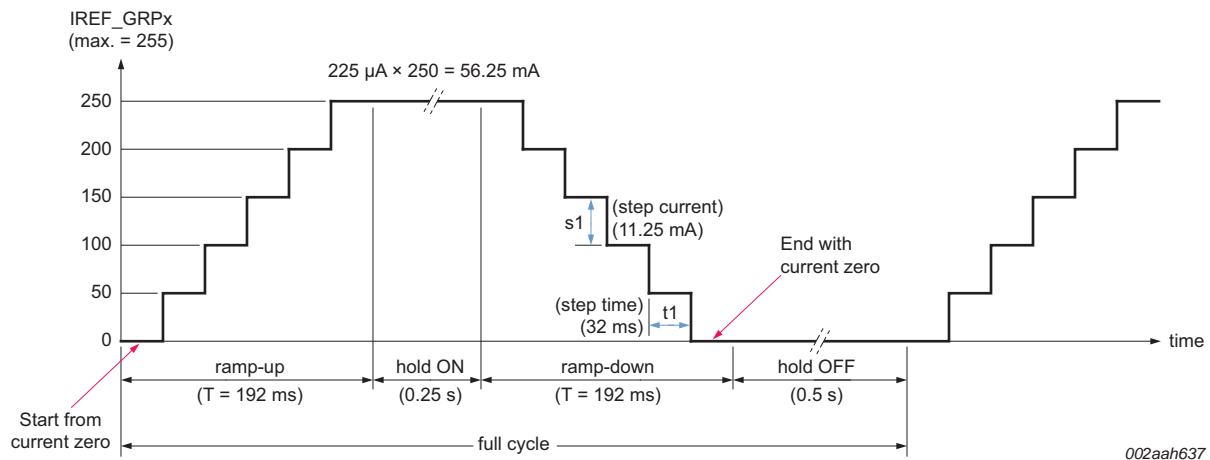 IREF_GRPx
(max. = 255)
225 μA × 250 = 56.25 mA
250
200
150
100
50
0
s1
(step current)
(11.25 mA)
End with
current zero
(step time)
(32 ms)
t1
time
ramp-up
(T = 192 ms)
hold ON
(0.25 s)
ramp-down
(T = 192 ms)
hold OFF
(0.5 s)
Start from
current zero
full cycle
002aah637